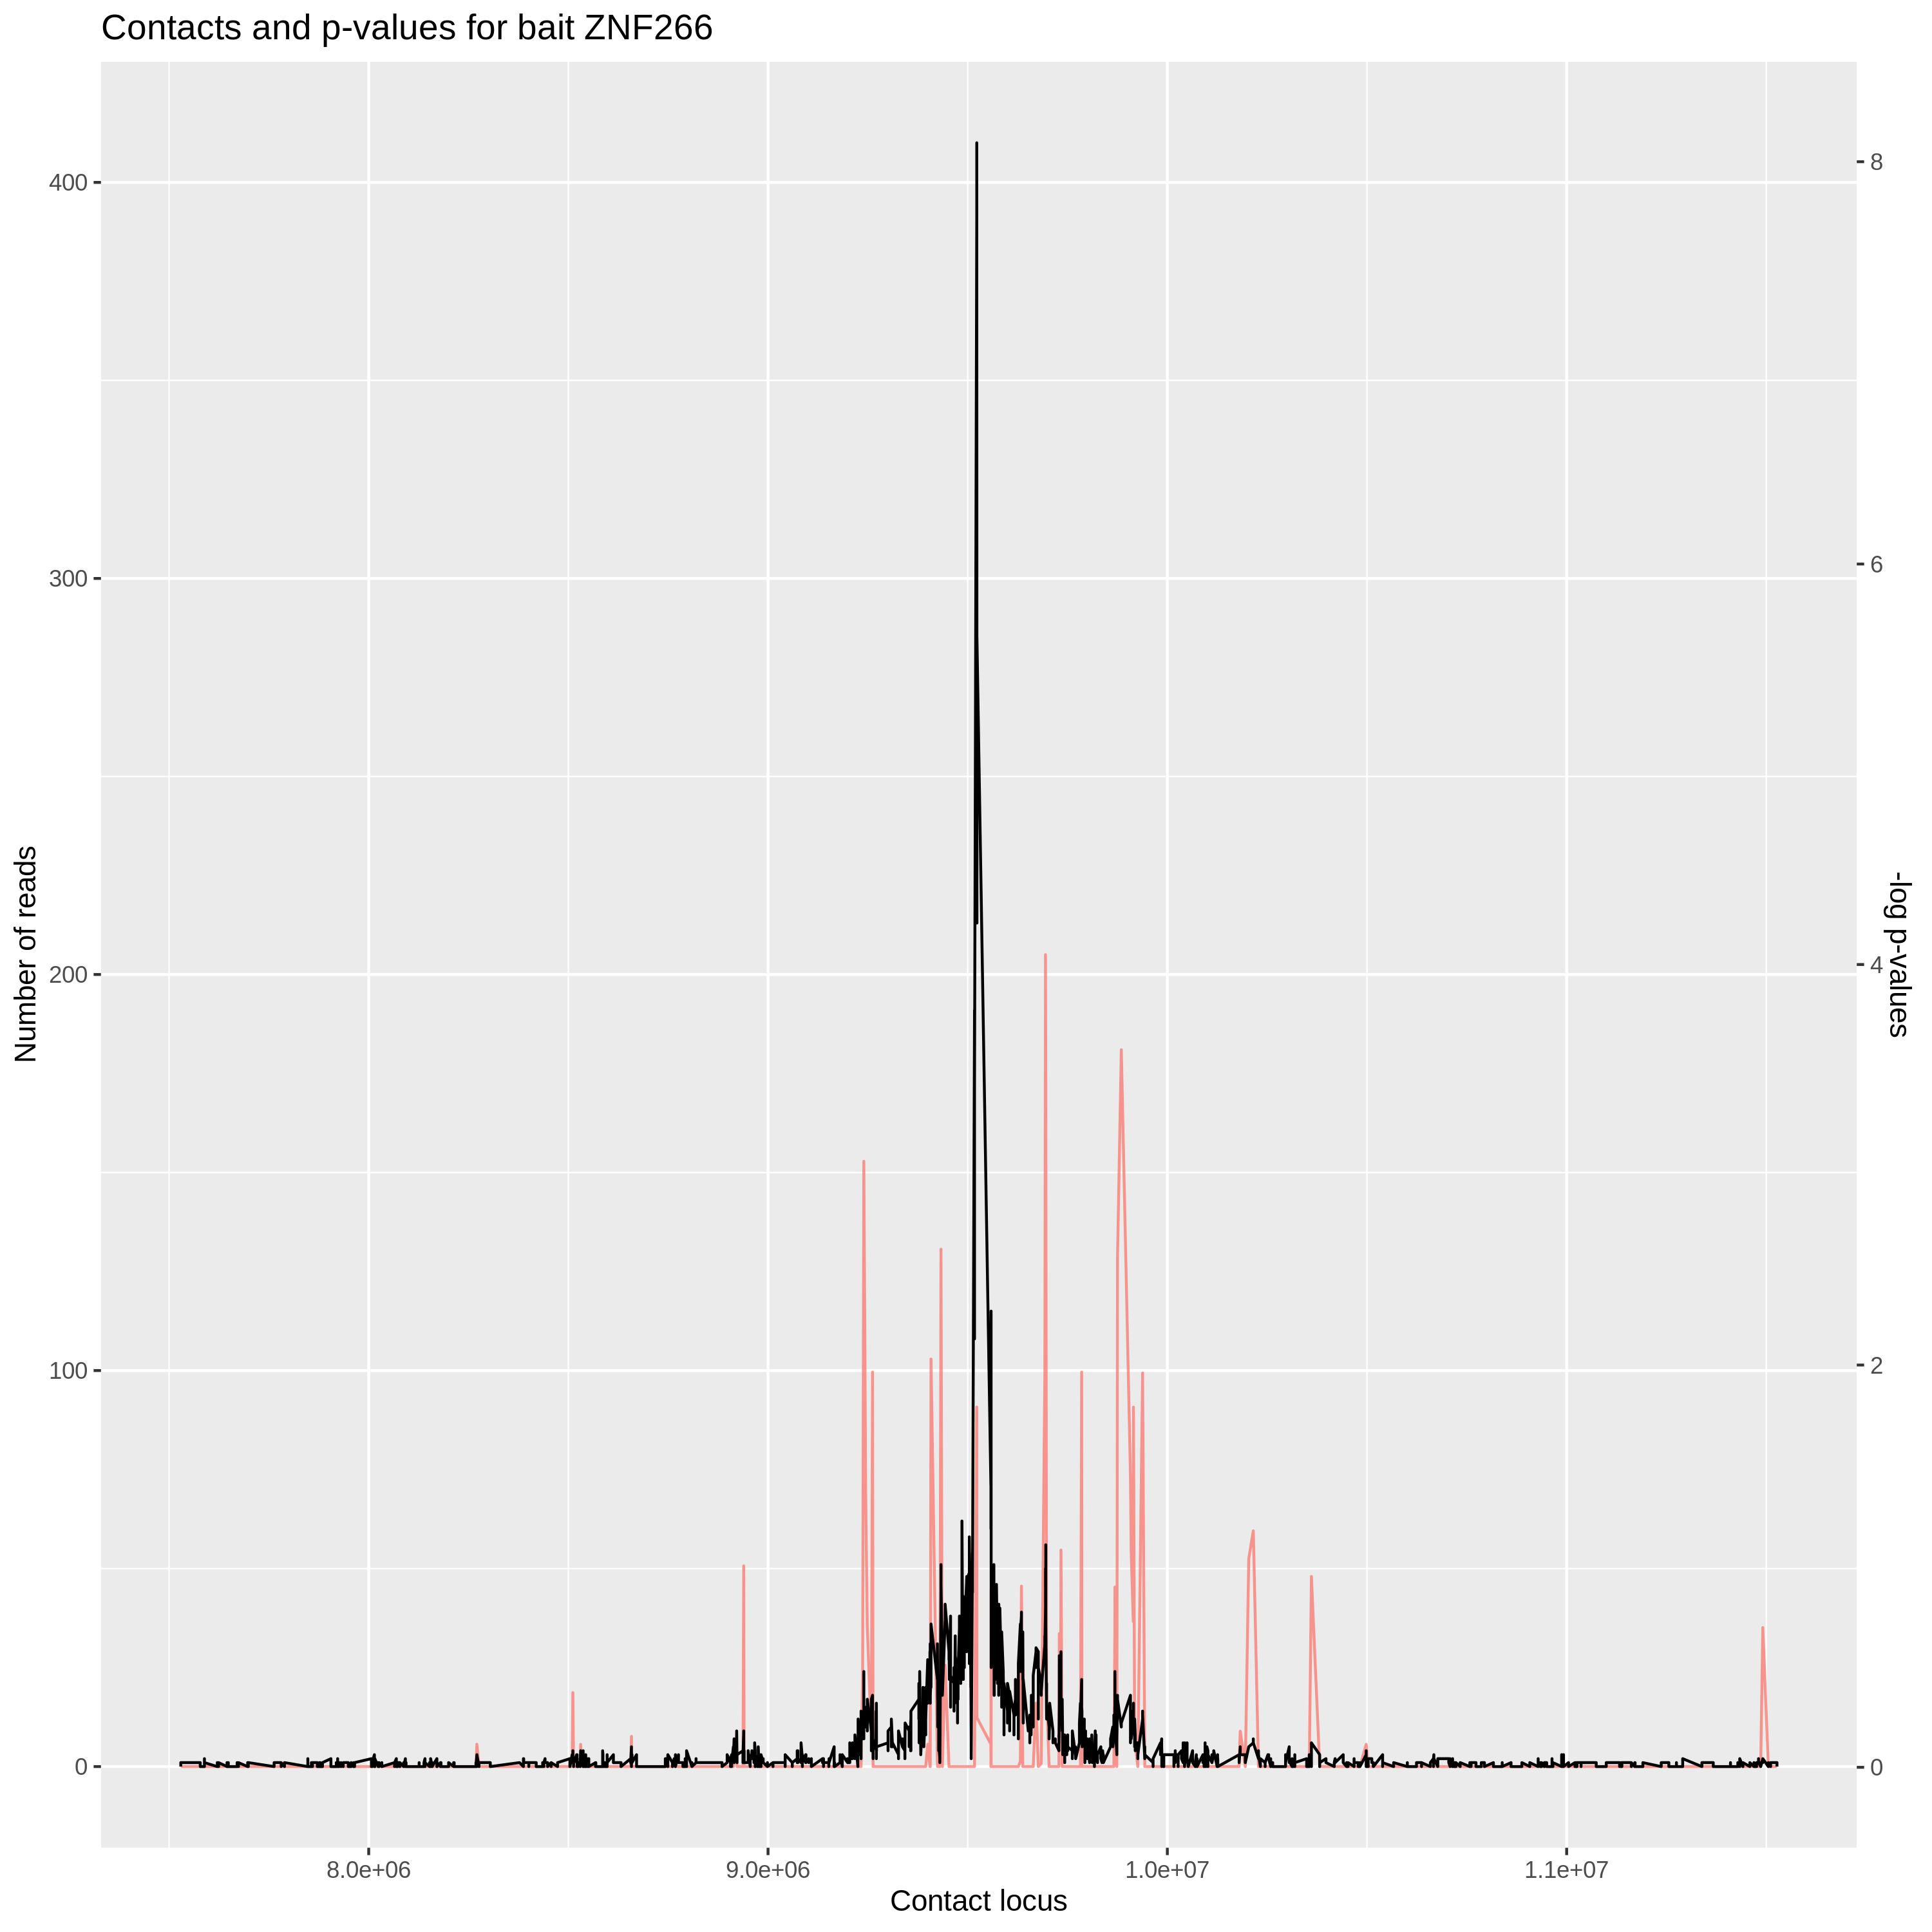 Contacts and p-values for bait ZNF266
400
300
200
100
0
8
6
4
2
0
Number of reads
-log p-values
8.0e+06
9.0e+06
1.0e+07
1.1e+07
Contact locus